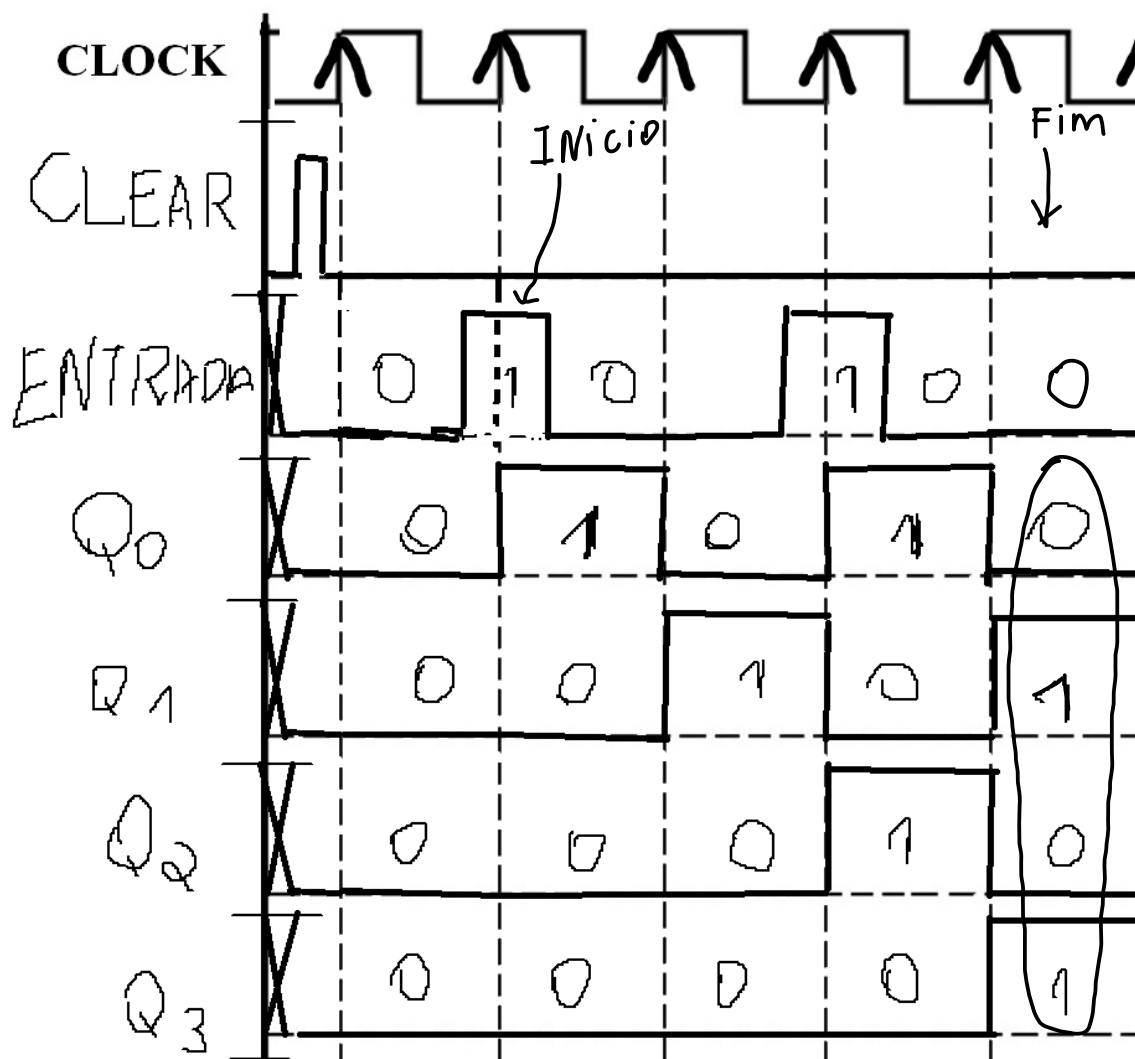 CLOCK
INICIO
Fim
CLEAR
ENTRADA
0 1 0 1 0 0
Q0
0 1 0 1 0
Q1
0 0 1 0 1
Q2
0 0 0 1 0
Q3
0 0 0 0 1